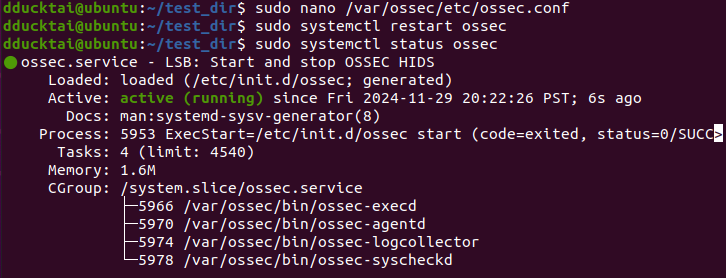 dducktai@ubuntu:~/test_dir$ sudo nano /var/ossec/etc/ossec.conf
dducktai@ubuntu:~/test_dir$ sudo systemctl restart ossec
dducktai@ubuntu:~/test_dir$ sudo systemctl status ossec
● ossec.service - LSB: Start and stop OSSEC HIDS
Loaded: loaded (/etc/init.d/ossec; generated)
Active: active (running) since Fri 2024-11-29 20:22:26 PST; 6s ago
Docs: man:systemd-sysv-generator(8)
Process: 5953 ExecStart=/etc/init.d/ossec start (code=exited, status=0/SUCC>
Tasks: 4 (limit: 4540)
Memory: 1.6M
CGroup: /system.slice/ossec.service
├─5966 /var/ossec/bin/ossec-execd
├─5970 /var/ossec/bin/ossec-agentd
├─5974 /var/ossec/bin/ossec-logcollector
└─5978 /var/ossec/bin/ossec-syscheckd